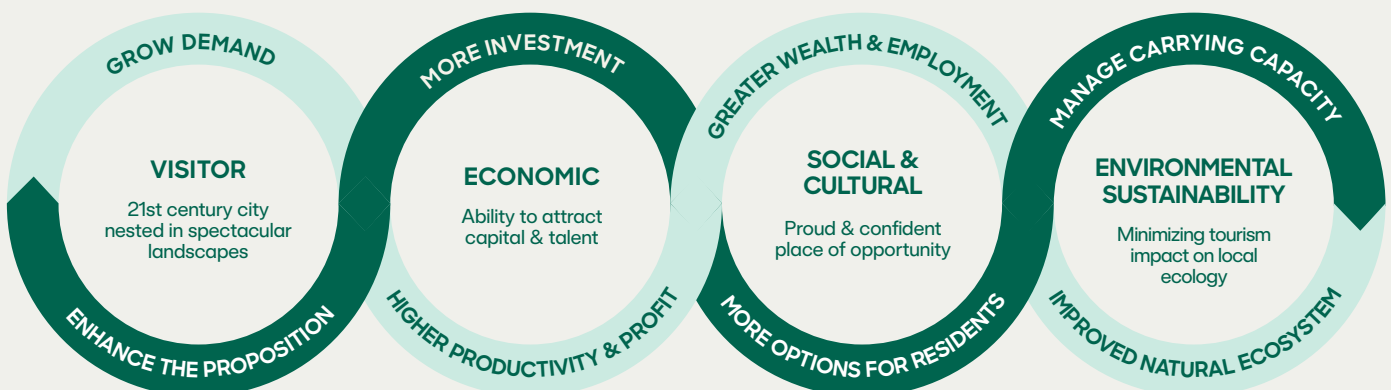 GROW DEMAND
VISITOR
21st century city
nested in spectacular
landscapes
ENHANCE THE PROPOSITION
MORE INVESTMENT
ECONOMIC
Ability to attract
capital & talent
HIGHER PRODUCTIVITY & PROFIT
GREATER WEALTH & EMPLOYMENT
SOCIAL &
CULTURAL
Proud & confident
place of opportunity
MORE OPTIONS FOR RESIDENTS
MANAGE CARRYING CAPACITY
ENVIRONMENTAL
SUSTAINABILITY
Minimizing tourism
impact on local
ecology
IMPROVED NATURAL ECOSYSTEM